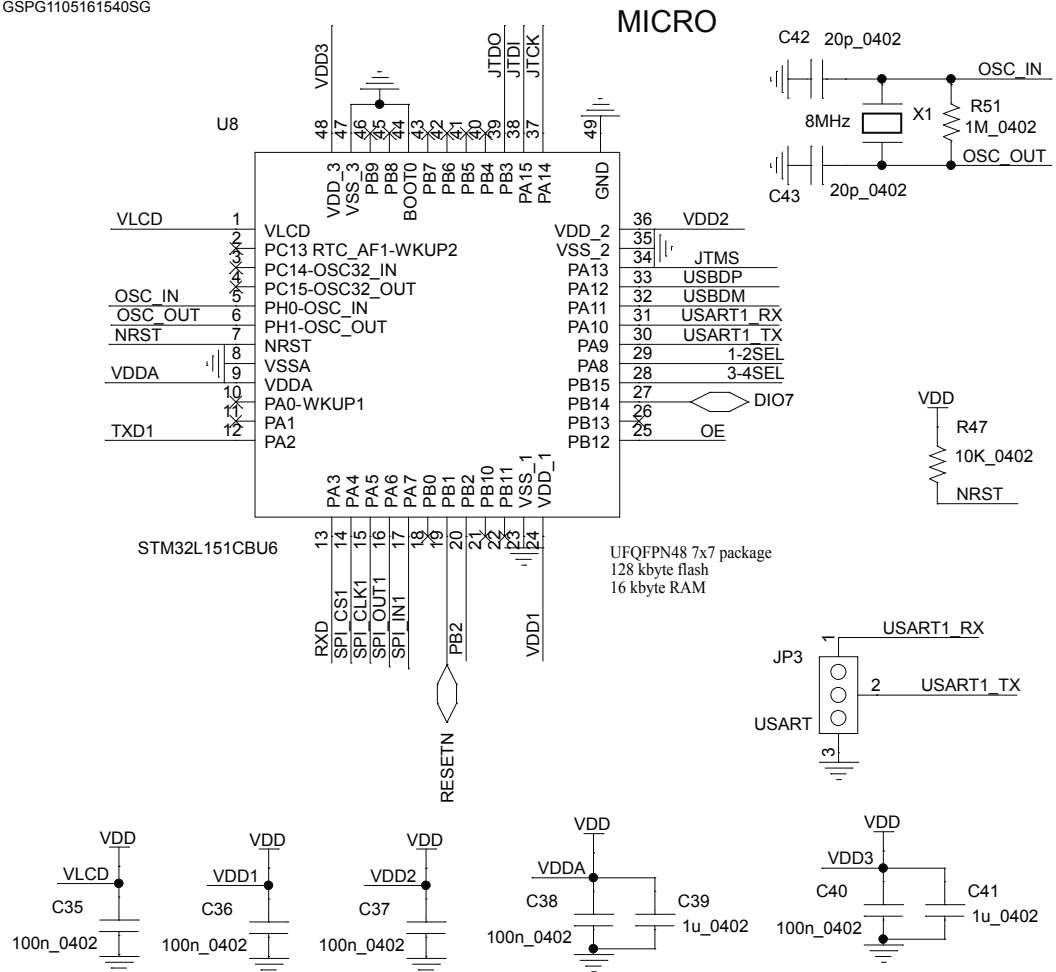 GSPG1105161540SG
MICRO
C42 20p_0402
OSC_IN
8MHz X1 R51
1M_0402
OSC_OUT
C43 20p_0402
VDD3 JTDO JTDI JTCK
U8
48 47 46 45 44 43 42 41 40 39 38 37 49
VDD_3 VSS_3 PB9 PB8 BOOT0 PB7 PB6 PB5 PB4 PB3 PA15 PA14 GND
VLCD 1 VLCD
2 PC13 RTC_AF1-WKUP2
3 PC14-OSC32_IN
4 PC15-OSC32_OUT
OSC_IN 5 PH0-OSC_IN
OSC_OUT 6 PH1-OSC_OUT
NRST 7 NRST
8 VSSA
VDDA 9 VDDA
10 PA0-WKUP1
11 PA1
TXD1 12 PA2
VDD_2 36 VDD2
VSS_2 35
PA13 34 JTMS
PA12 33 USBDP
PA11 32 USBDM
PA10 31 USART1_RX
PA9 30 USART1_TX
PA8 29 1-2SEL
PB15 28 3-4SEL
PB14 27 DIO7
PB13 26
PB12 25 OE
PA3 PA4 PA5 PA6 PA7 PB0 PB1 PB2 PB10 PB11 VSS_1 VDD_1
13 14 15 16 17 18 19 20 21 22 23 24
STM32L151CBU6
UFQFPN48 7x7 package
128 kbyte flash
16 kbyte RAM
RXD SPI_CS1 SPI_CLK1 SPI_OUT1 SPI_IN1 PB2 VDD1
RESETN
VDD
R47
10K_0402
NRST
1 USART1_RX
JP3
2 USART1_TX
USART
3
VDD
VLCD
C35
100n_0402
VDD
VDD1
C36
100n_0402
VDD
VDD2
C37
100n_0402
VDD
VDDA
C38 C39
100n_0402 1u_0402
VDD
VDD3
C40 C41
100n_0402 1u_0402